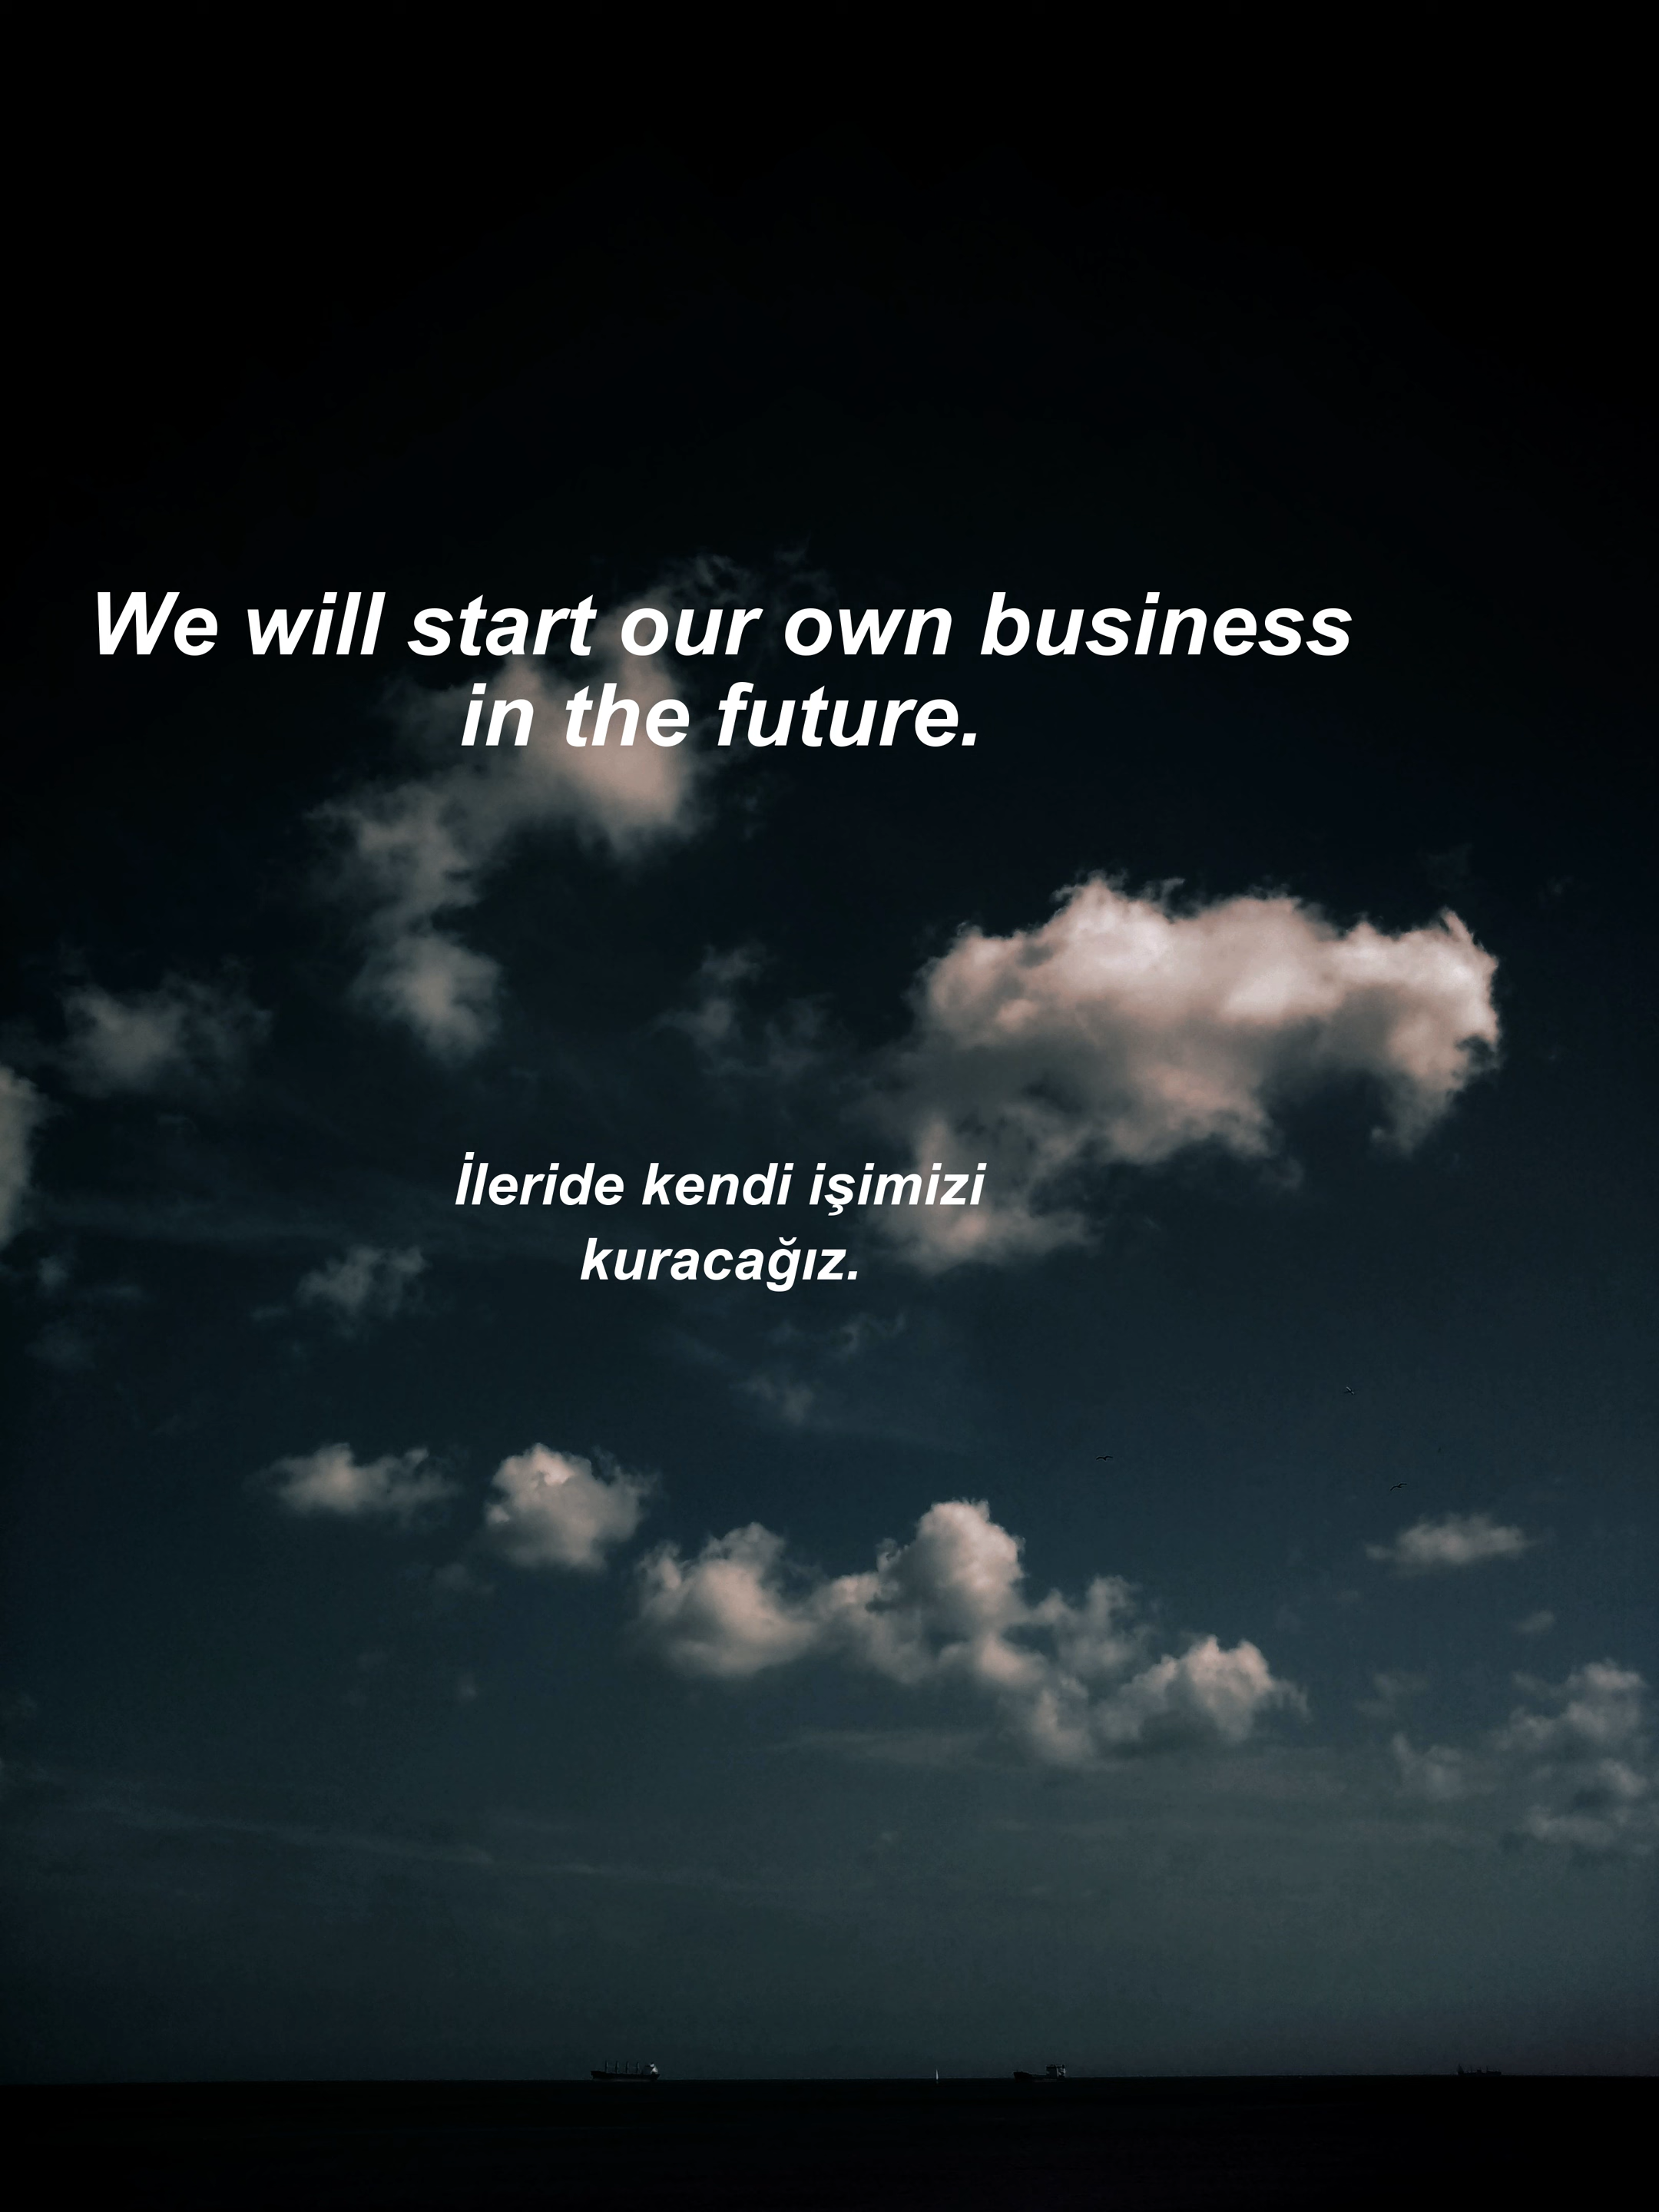 We will start our own business
in the future.
İleride kendi işimizi
kuracağız.